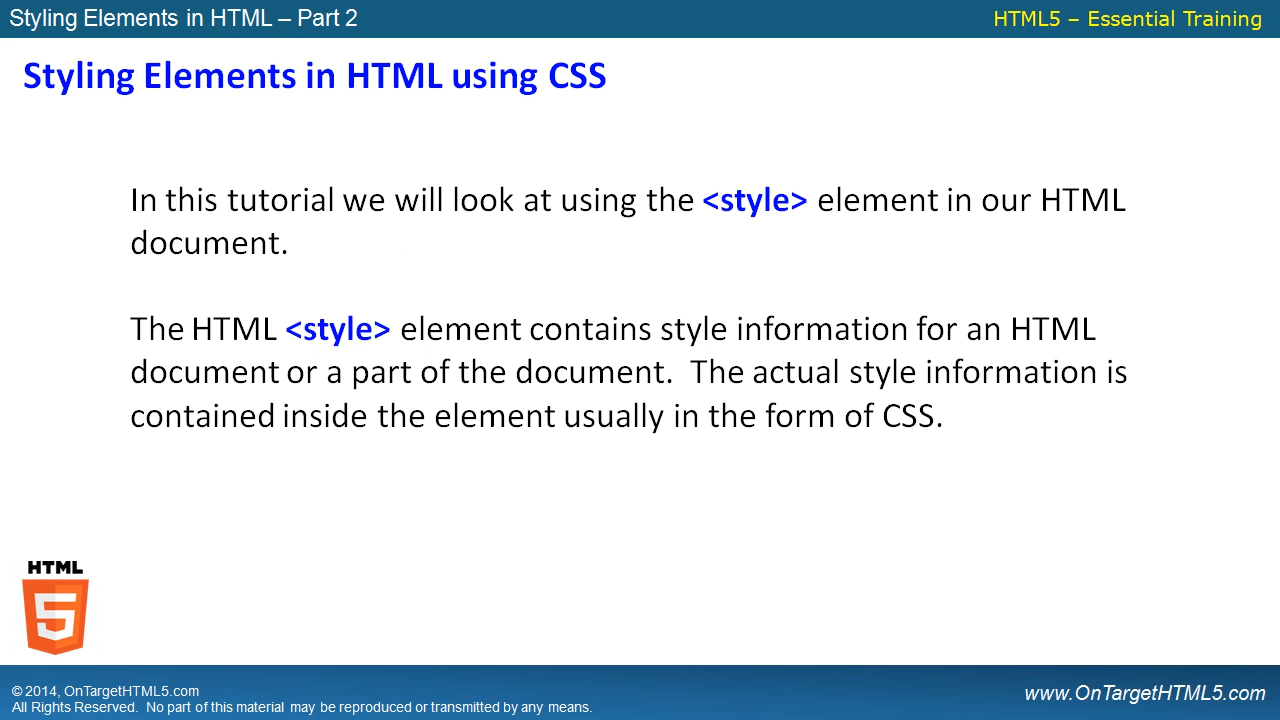 Styling Elements in HTML – Part 2
HTML5 – Essential Training
Styling Elements in HTML using CSS
In this tutorial we will look at using the <style> element in our HTML
document.
The HTML <style> element contains style information for an HTML
document or a part of the document.  The actual style information is
contained inside the element usually in the form of CSS.
HTML
5
© 2014, OnTargetHTML5.com
All Rights Reserved.  No part of this material may be reproduced or transmitted by any means.
www.OnTargetHTML5.com